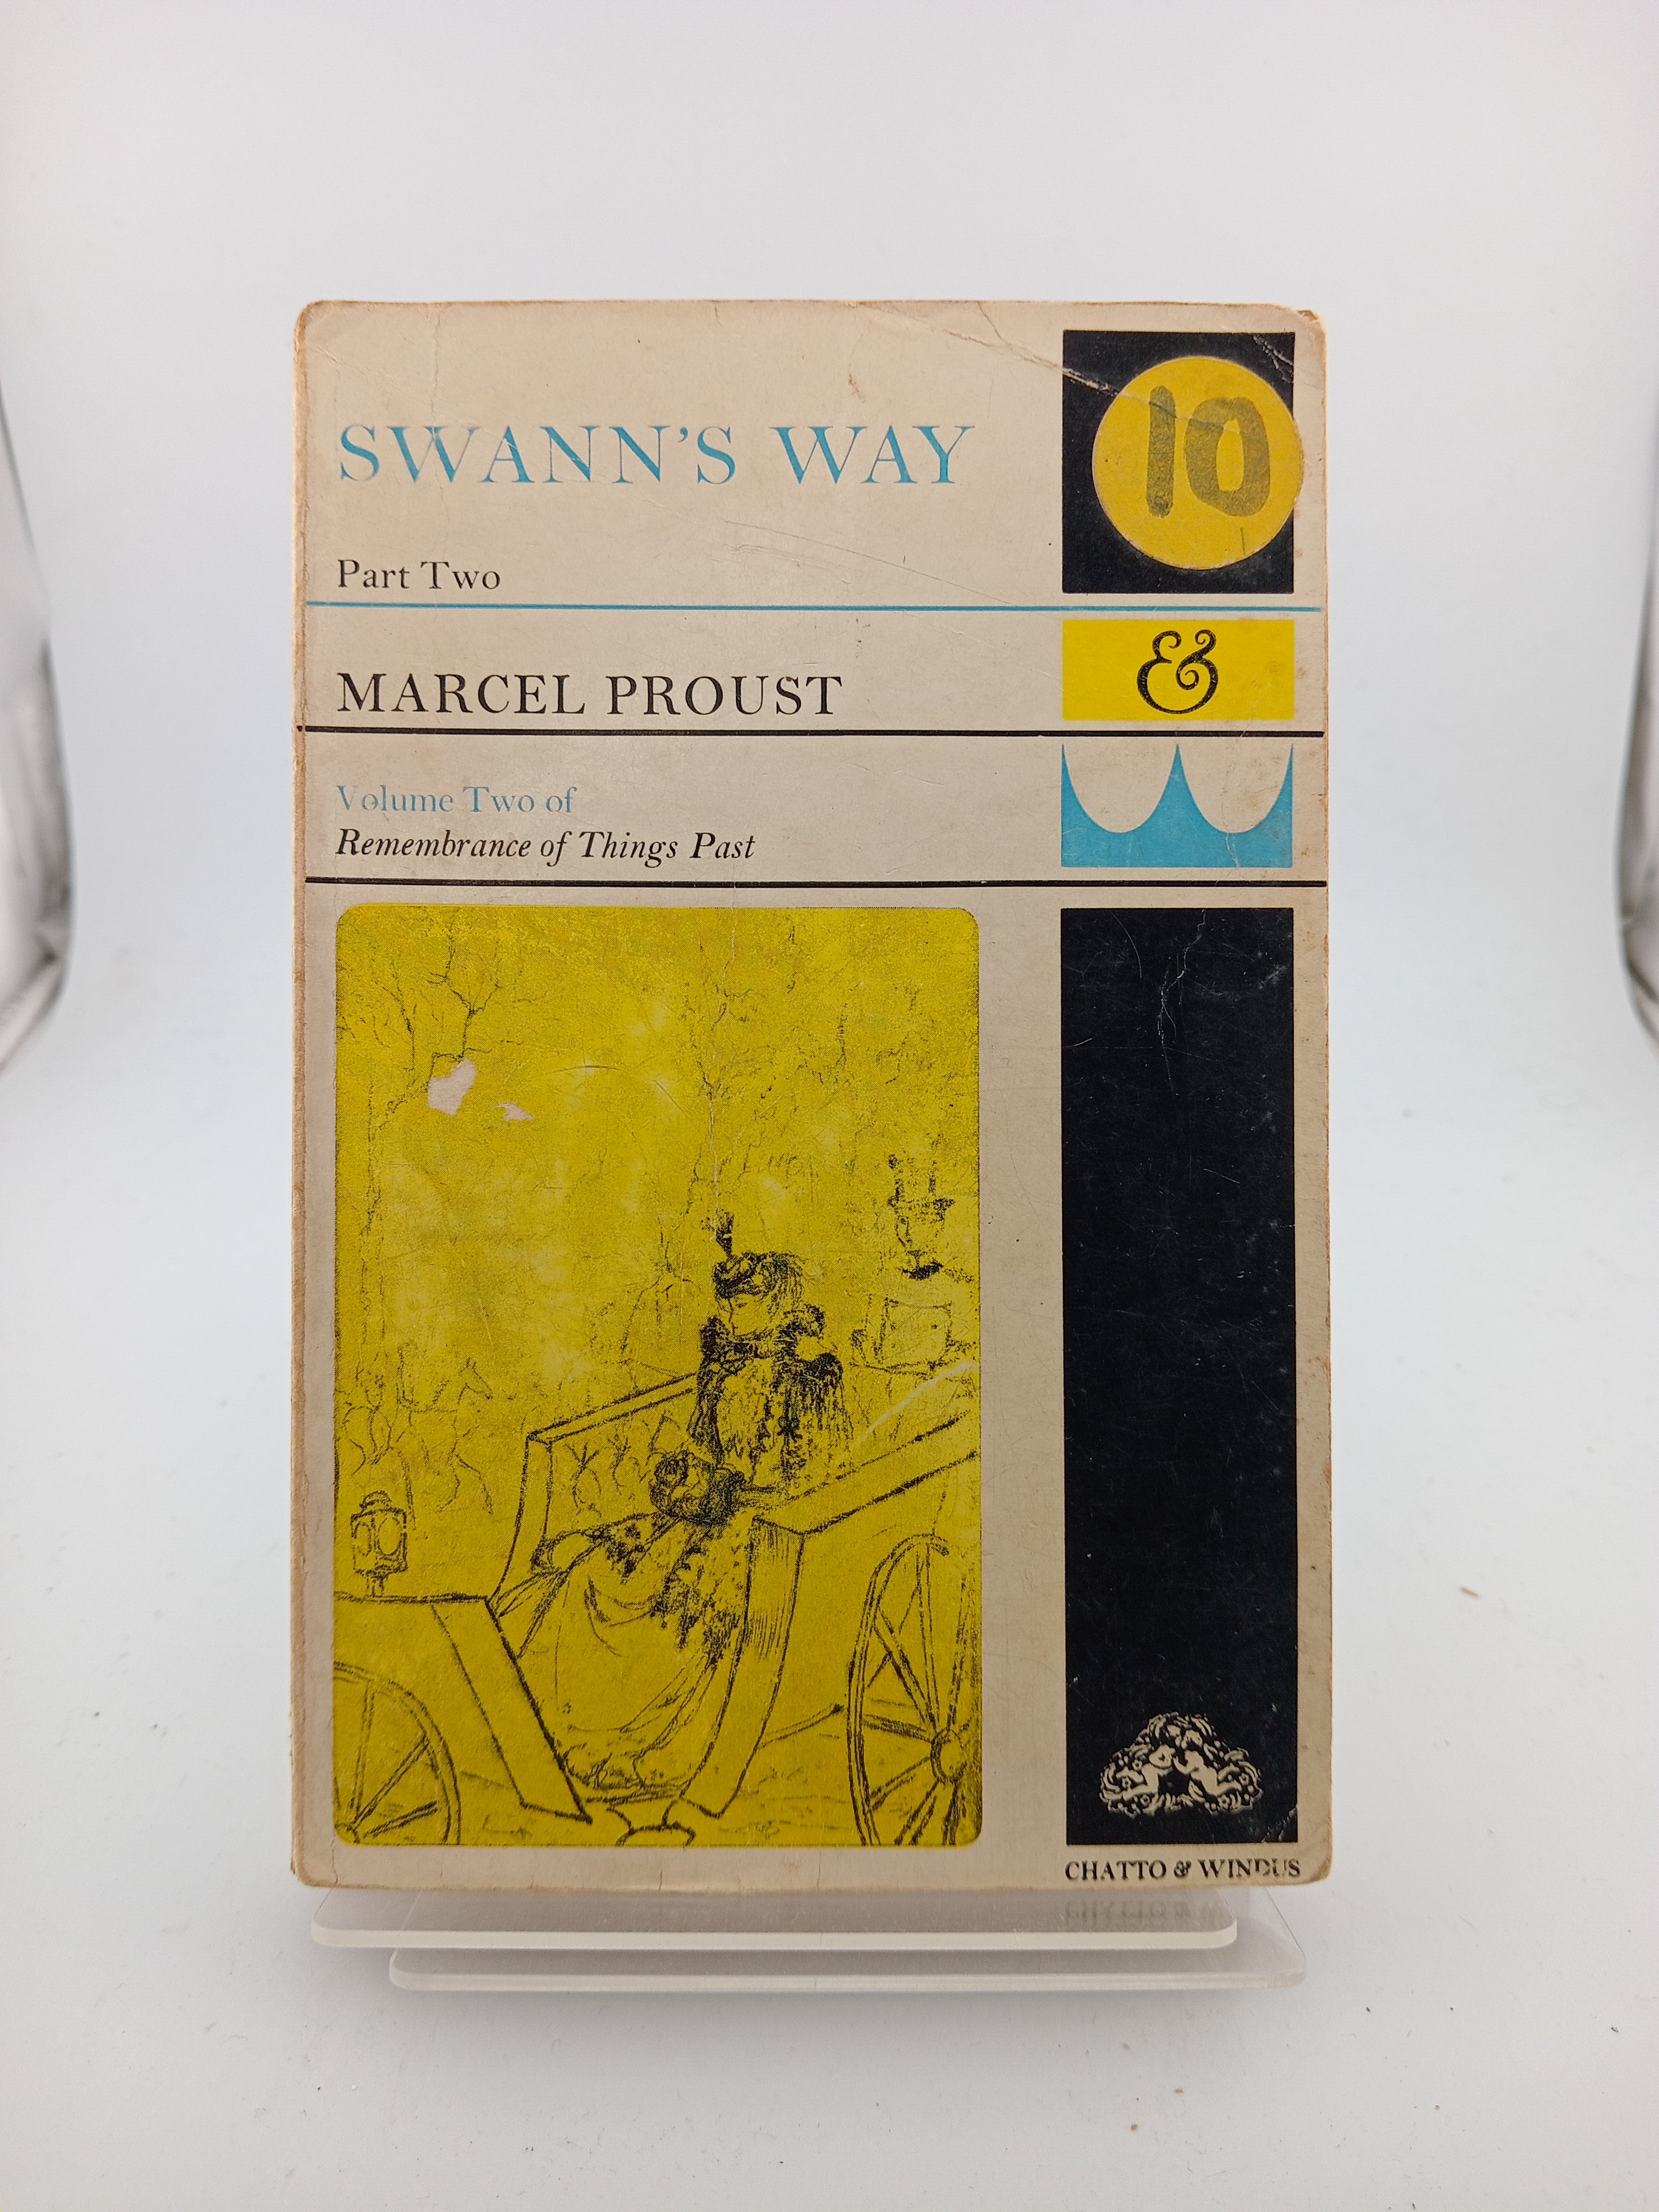 SWANN'S WAY
10
Part Two
&
MARCEL PROUST
Volume Two of
Remembrance of Things Past
CHATTO & WINDUS